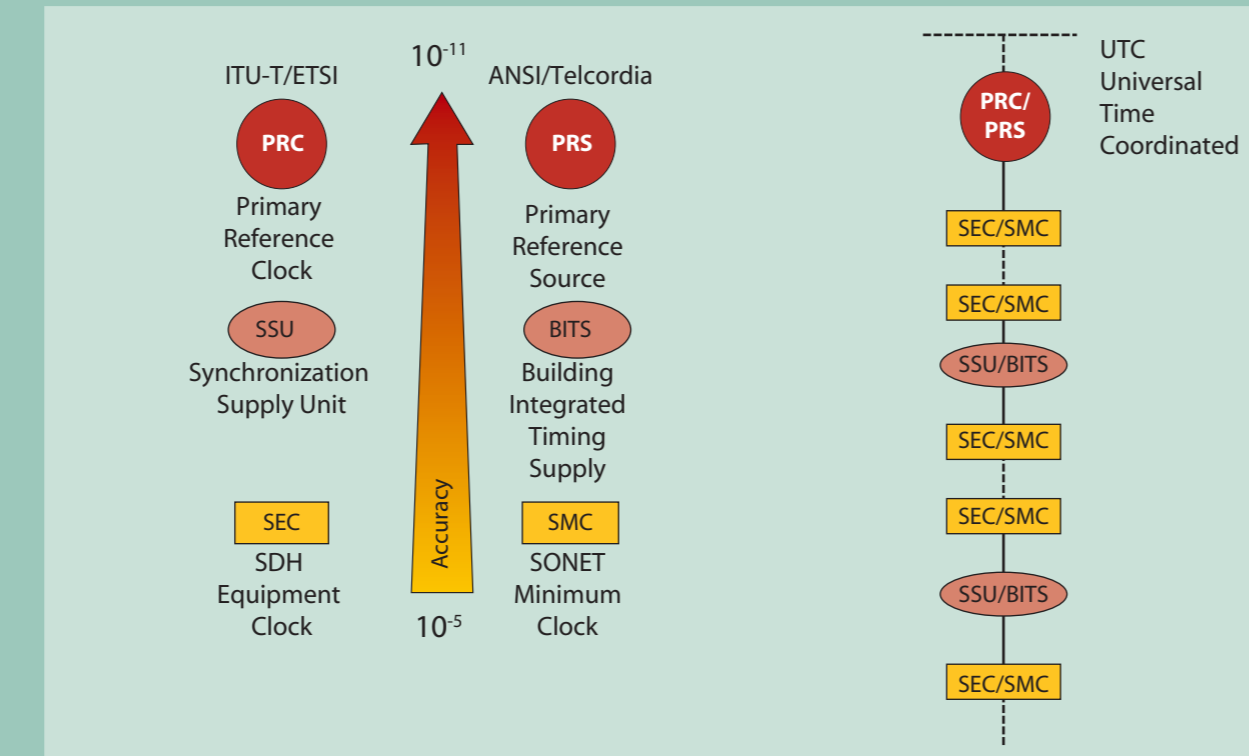 ITU-T/ETSI
PRC
Primary
Reference
Clock
SSU
Synchronization
Supply Unit
SEC
SDH
Equipment
Clock
10⁻¹¹
Accuracy
10⁻⁵
ANSI/Telcordia
PRS
Primary
Reference
Source
BITS
Building
Integrated
Timing
Supply
SMC
SONET
Minimum
Clock
UTC
Universal
Time
Coordinated
PRC/
PRS
SEC/SMC
SEC/SMC
SSU/BITS
SEC/SMC
SEC/SMC
SSU/BITS
SEC/SMC